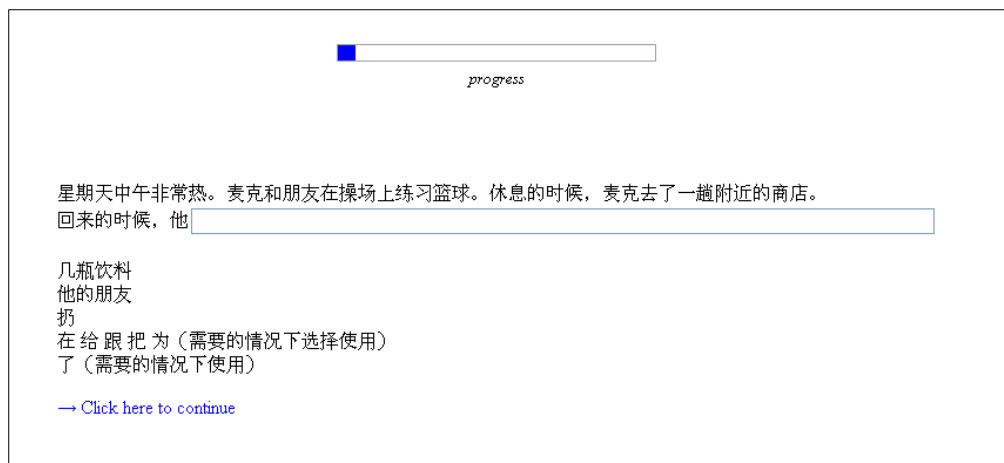 progress
星期天中午非常热。麦克和朋友在操场上练习篮球。休息的时候，麦克去了一趟附近的商店。
回来的时候，他
几瓶饮料
他的朋友
扔
在 给 跟 把 为（需要的情况下选择使用）
了（需要的情况下使用）
→ Click here to continue